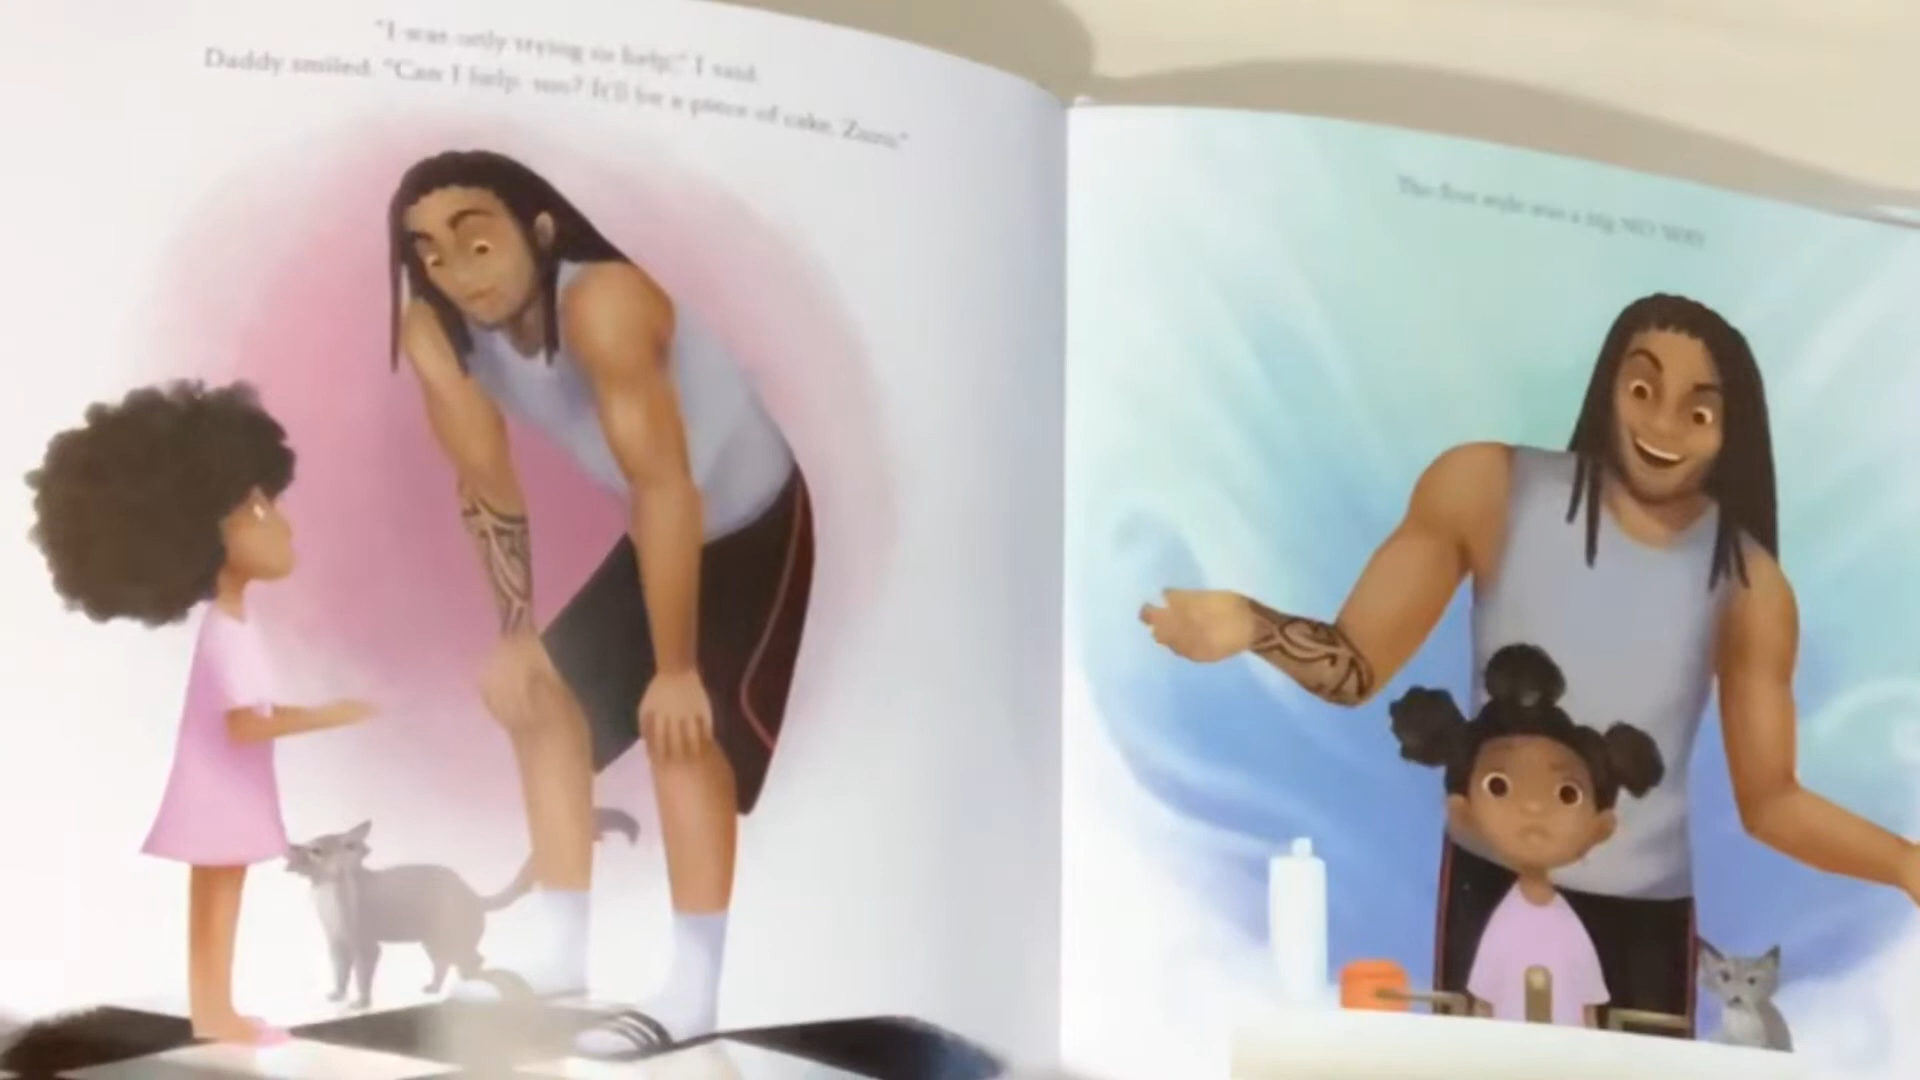 "I was only trying to help," I said.
Daddy smiled. "Can I help, too? It'll be a piece of cake, Zuri."
The first style was a big NO WAY.